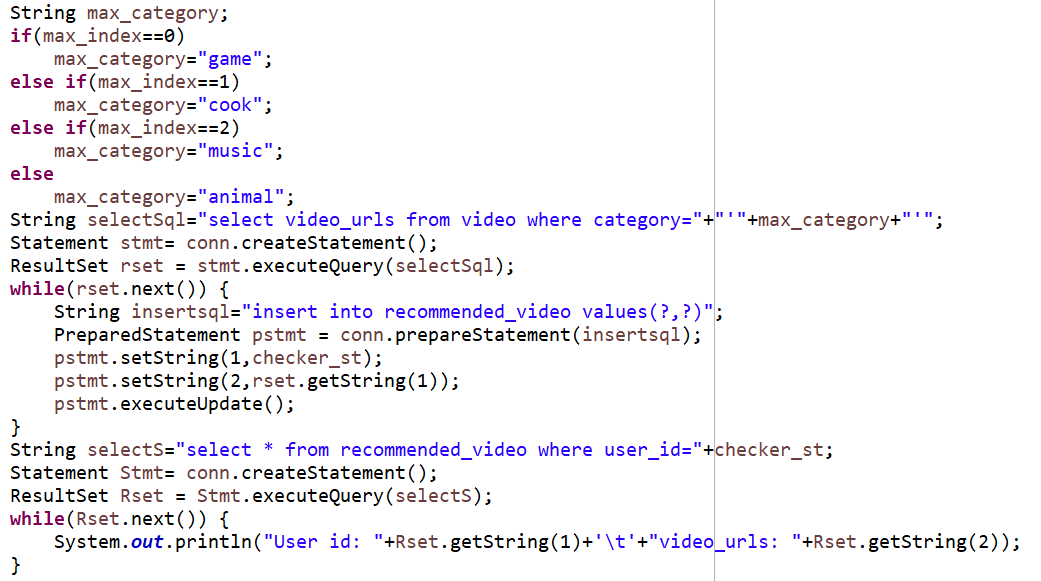 String max_category;
if(max_index==0)
    max_category="game";
else if(max_index==1)
    max_category="cook";
else if(max_index==2)
    max_category="music";
else
    max_category="animal";
String selectSql="select video_urls from video where category="+"'"+max_category+"'";
Statement stmt= conn.createStatement();
ResultSet rset = stmt.executeQuery(selectSql);
while(rset.next()) {
    String insertsql="insert into recommended_video values(?,?)";
    PreparedStatement pstmt = conn.prepareStatement(insertsql);
    pstmt.setString(1,checker_st);
    pstmt.setString(2,rset.getString(1));
    pstmt.executeUpdate();
}
String selectS="select * from recommended_video where user_id="+checker_st;
Statement Stmt= conn.createStatement();
ResultSet Rset = Stmt.executeQuery(selectS);
while(Rset.next()) {
    System.out.println("User id: "+Rset.getString(1)+'\t'+"video_urls: "+Rset.getString(2));
}